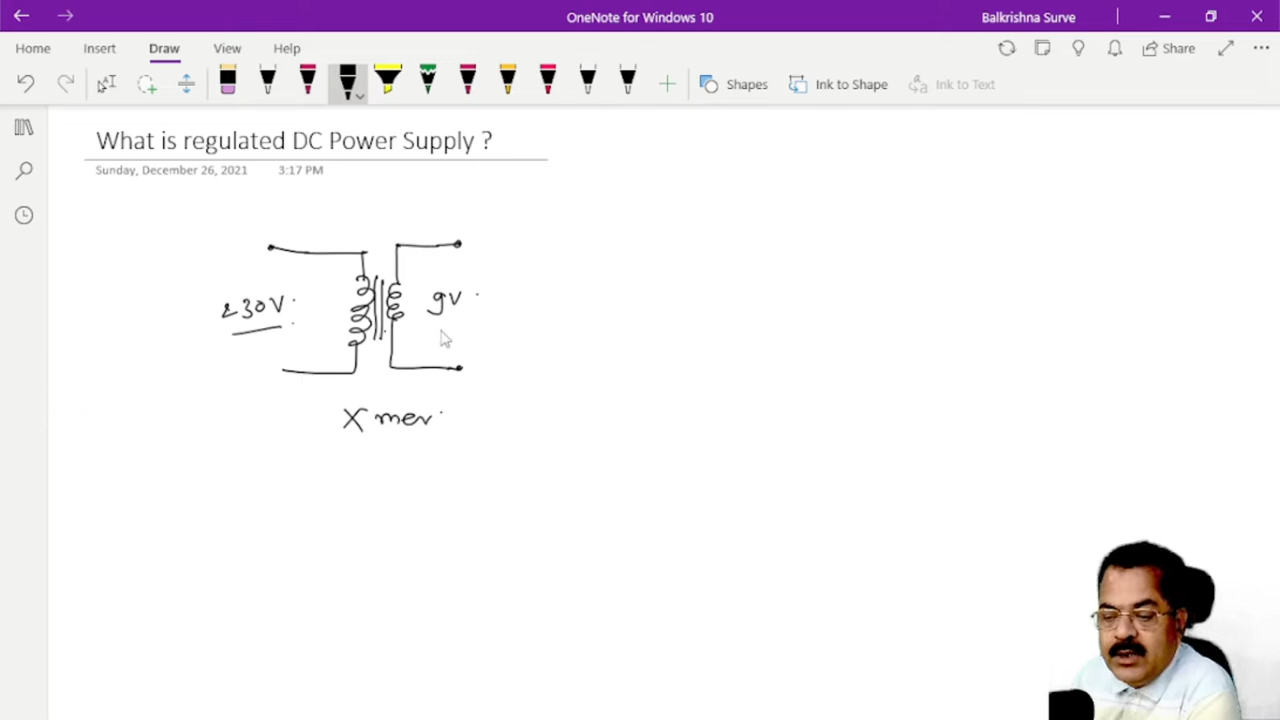 OneNote for Windows 10
Balkrishna Surve
Home Insert Draw View Help
Share
Shapes Ink to Shape Ink to Text
What is regulated DC Power Supply ?
Sunday, December 26, 2021 3:17 PM
230V
9V
Xmer